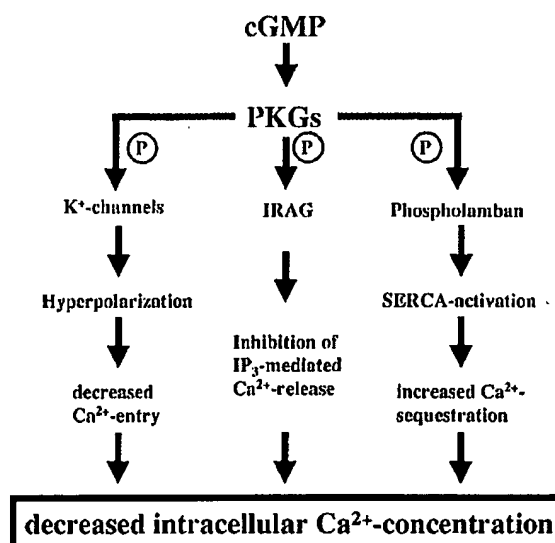 cGMP
PKGs
P
P
P
K⁺-channels
IRAG
Phospholamban
Hyperpolarization
SERCA-activation
Inhibition of
IP₃-mediated
Ca²⁺-release
decreased
Ca²⁺-entry
increased Ca²⁺-
sequestration
decreased intracellular Ca²⁺-concentration